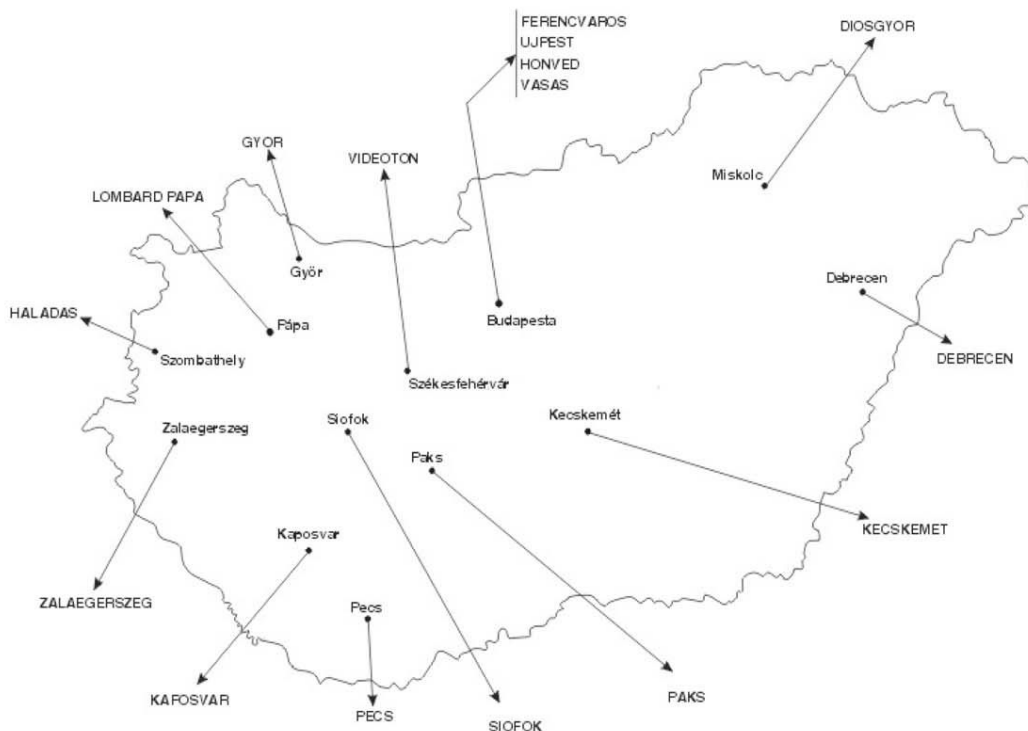 FERENCVAROS
UJPEST
HONVED
VASAS
DIOSGYOR
GYOR
VIDEOTON
LOMBARD PAPA
Miskolc
Györ
Debrecen
HALADAS
Pápa
Budapesta
Szombathely
DEBRECEN
Székesfehérvár
Siofok
Kecskemét
Zalaegerszeg
Paks
KECSKEMET
Kaposvar
ZALAEGERSZEG
Pecs
KAPOSVAR
PECS
SIOFOK
PAKS